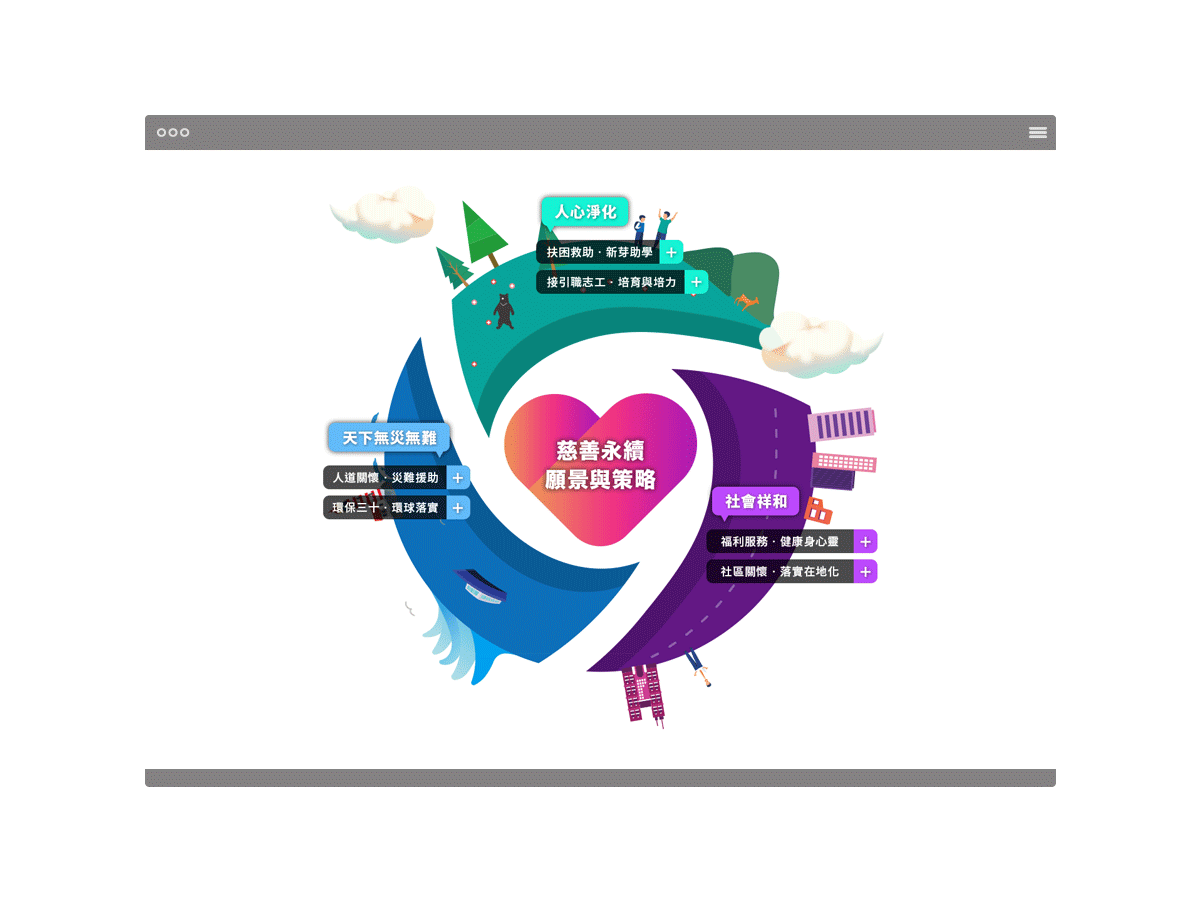 人心淨化
扶困救助・新芽助學
接引職志工・培育與培力
天下無災無難
人道關懷・災難援助
環保三十・環球落實
慈善永續
願景與策略
社會祥和
福利服務・健康身心靈
社區關懷・落實在地化